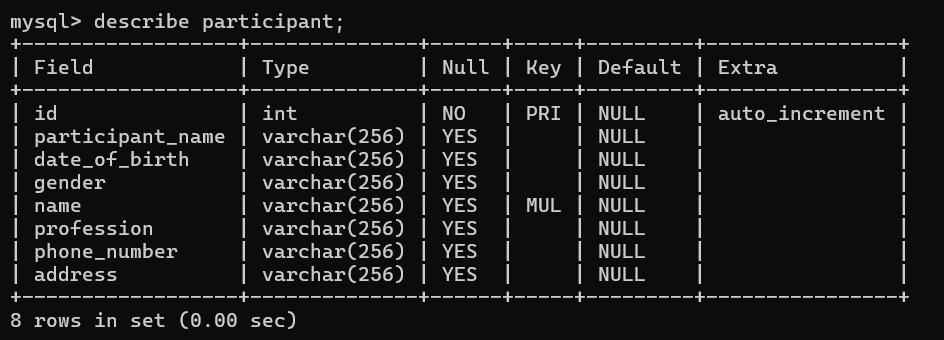 mysql> describe participant;
+------------------+--------------+------+-----+---------+----------------+
| Field            | Type         | Null | Key | Default | Extra          |
+------------------+--------------+------+-----+---------+----------------+
| id               | int          | NO   | PRI | NULL    | auto_increment |
| participant_name | varchar(256) | YES  |     | NULL    |                |
| date_of_birth    | varchar(256) | YES  |     | NULL    |                |
| gender           | varchar(256) | YES  |     | NULL    |                |
| name             | varchar(256) | YES  | MUL | NULL    |                |
| profession       | varchar(256) | YES  |     | NULL    |                |
| phone_number     | varchar(256) | YES  |     | NULL    |                |
| address          | varchar(256) | YES  |     | NULL    |                |
+------------------+--------------+------+-----+---------+----------------+
8 rows in set (0.00 sec)